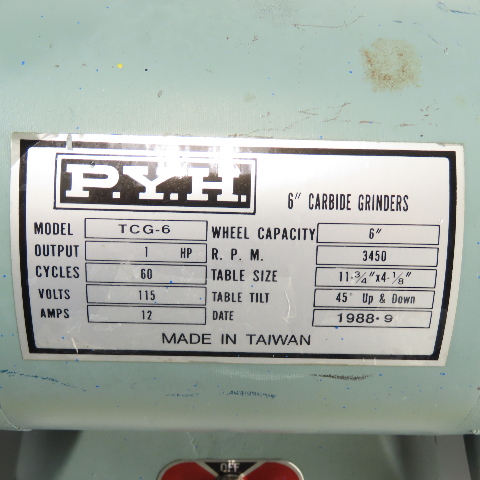 P.Y.H. 6" CARBIDE GRINDERS
MODEL TCG-6 WHEEL CAPACITY 6"
OUTPUT 1 HP R. P. M. 3450
CYCLES 60 TABLE SIZE 11-3/4"x4-1/8"
VOLTS 115 TABLE TILT 45° Up & Down
AMPS 12 DATE 1988·9
MADE IN TAIWAN
OFF